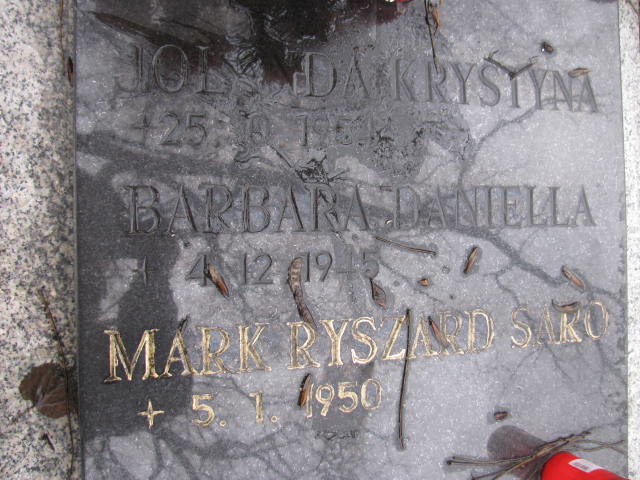 KRYSTYNA
BARBARA DANIELLA
+ 4. 12. 1945
MARK RYSZARD SARO
+ 5. 1. 1950